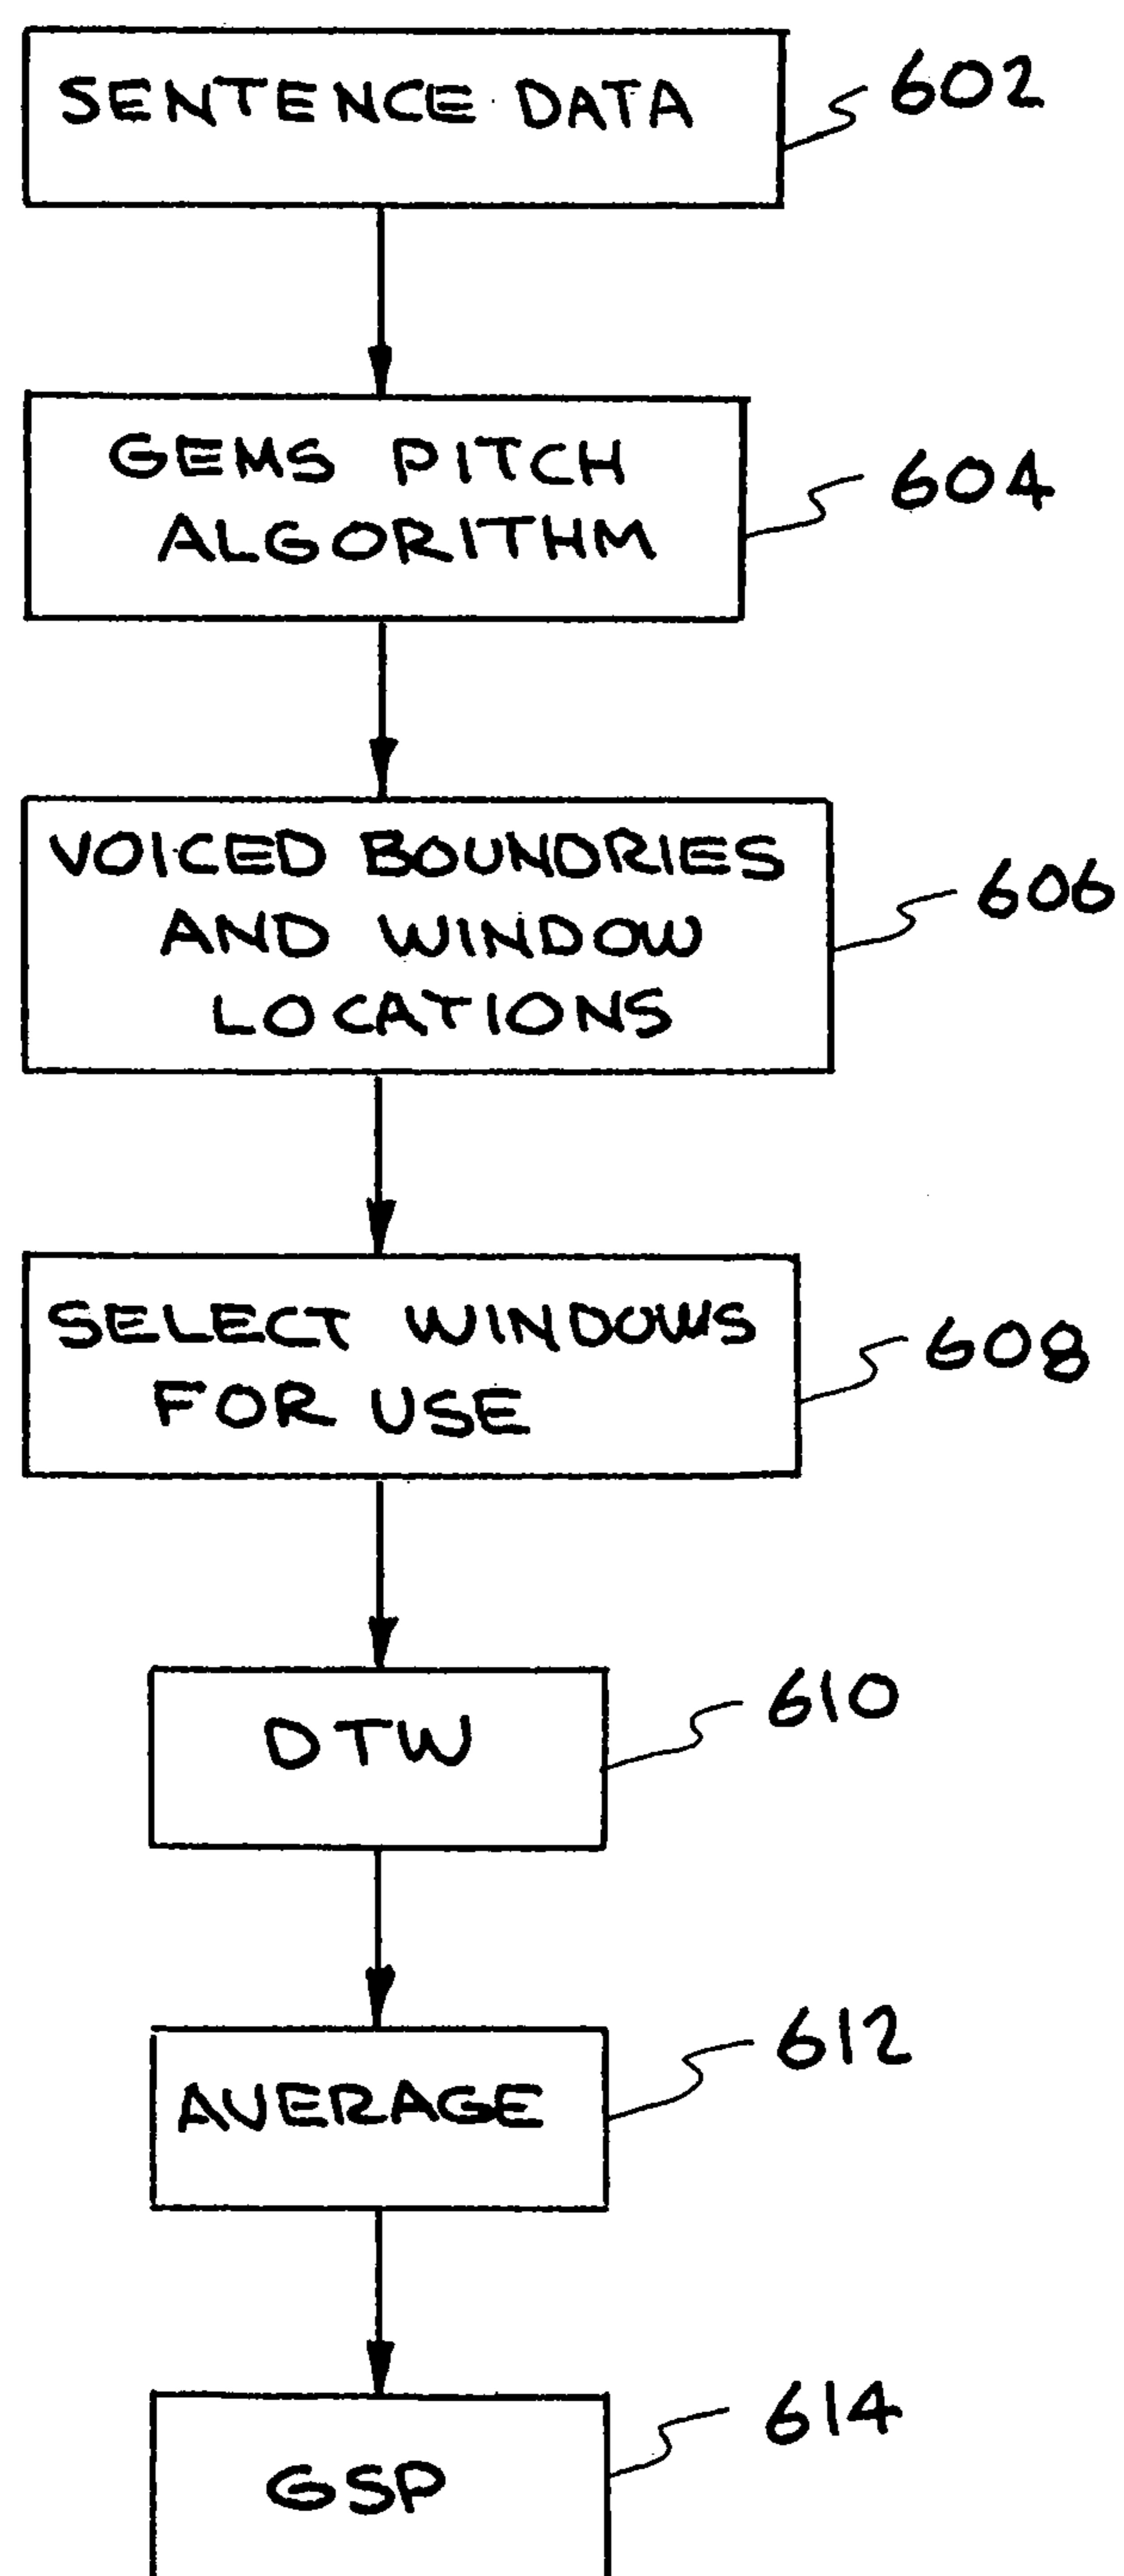 SENTENCE DATA
602
GEMS PITCH
ALGORITHM
604
VOICED BOUNDRIES
AND WINDOW
LOCATIONS
606
SELECT WINDOWS
FOR USE
608
DTW
610
AVERAGE
612
GSP
614